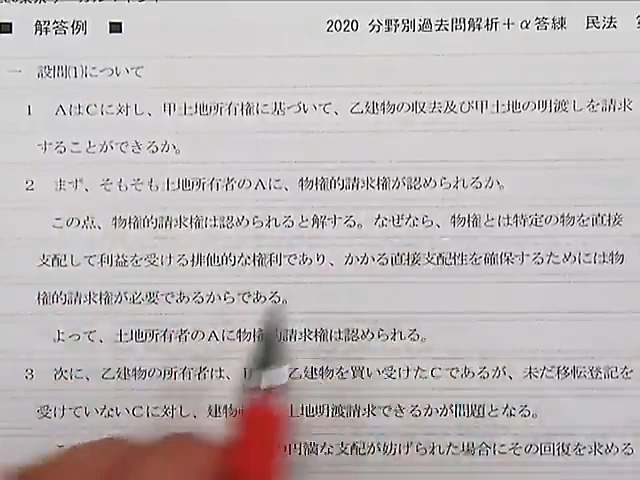 ■ 解答例 ■
2020 分野別過去問解析＋α答練 民法
一 設問(1)について
1 AはCに対し、甲土地所有権に基づいて、乙建物の収去及び甲土地の明渡しを請求
することができるか。
2 まず、そもそも土地所有者のAに、物権的請求権が認められるか。
この点、物権的請求権は認められると解する。なぜなら、物権とは特定の物を直接
支配して利益を受ける排他的な権利であり、かかる直接支配性を確保するためには物
権的請求権が必要であるからである。
よって、土地所有者のAに物権的請求権は認められる。
3 次に、乙建物の所有者は、 乙建物を買い受けたCであるが、未だ移転登記を
受けていないCに対し、建物 土地明渡請求できるかが問題となる。
円満な支配が妨げられた場合にその回復を求める